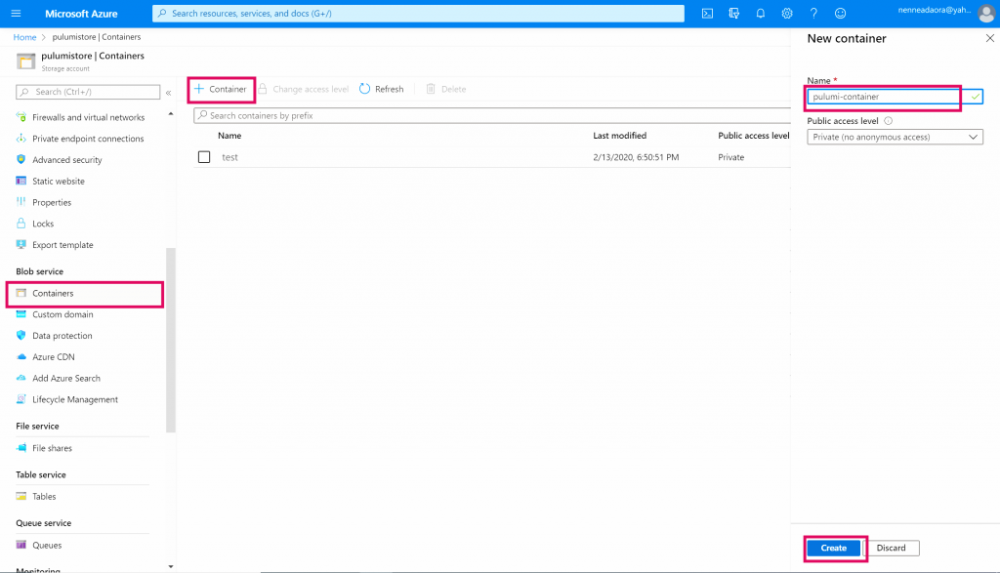 Microsoft Azure
Search resources, services, and docs (G+/)
nenneadaora@yah...
Home > pulumistore | Containers
pulumistore | Containers
Storage account
Search (Ctrl+/)
«
Firewalls and virtual networks
Private endpoint connections
Advanced security
Static website
Properties
Locks
Export template
Blob service
Containers
Custom domain
Data protection
Azure CDN
Add Azure Search
Lifecycle Management
File service
File shares
Table service
Tables
Queue service
Queues
Monitoring
+ Container Change access level Refresh Delete
Search containers by prefix
Name Last modified Public access level
test 2/13/2020, 6:50:51 PM Private
New container
Name *
pulumi-container
Public access level
Private (no anonymous access)
Create Discard